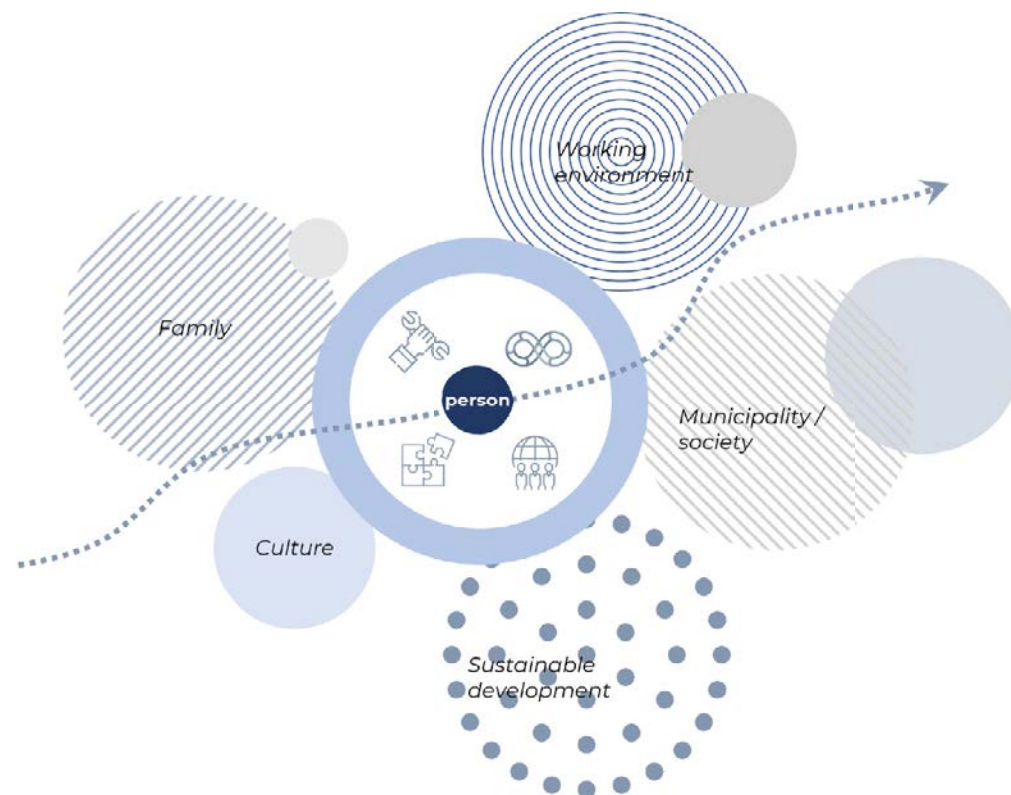 Working
environment
Family
person
Municipality /
society
Culture
Sustainable
development